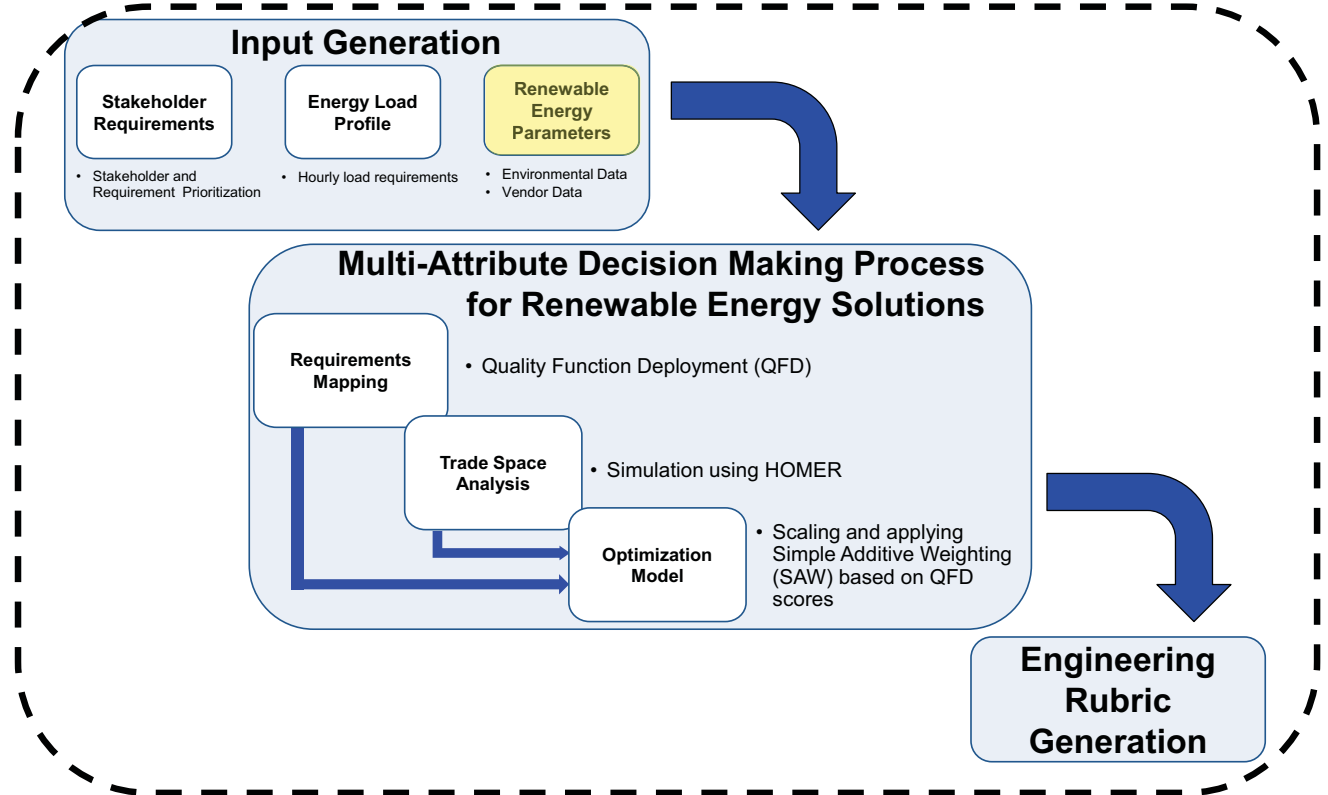 Input Generation
Stakeholder
Requirements
• Stakeholder and
Requirement Prioritization
Energy Load
Profile
• Hourly load requirements
Renewable
Energy
Parameters
• Environmental Data
• Vendor Data
Multi-Attribute Decision Making Process
for Renewable Energy Solutions
Requirements
Mapping
• Quality Function Deployment (QFD)
Trade Space
Analysis
• Simulation using HOMER
Optimization
Model
• Scaling and applying
Simple Additive Weighting
(SAW) based on QFD
scores
Engineering
Rubric
Generation